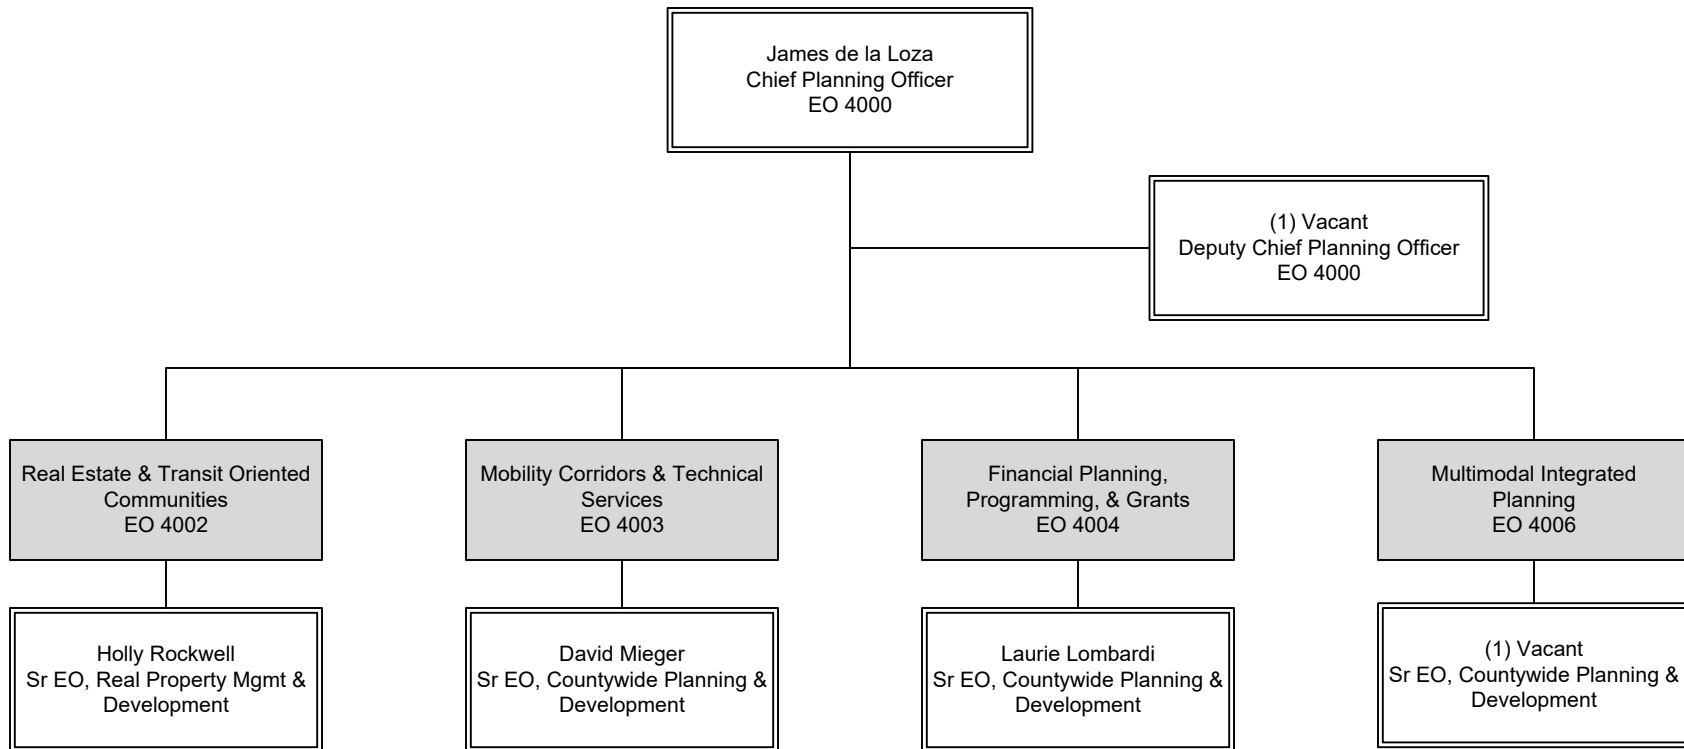 James de la Loza
Chief Planning Officer
EO 4000
(1) Vacant
Deputy Chief Planning Officer
EO 4000
Real Estate & Transit Oriented
Communities
EO 4002
Mobility Corridors & Technical
Services
EO 4003
Financial Planning,
Programming, & Grants
EO 4004
Multimodal Integrated
Planning
EO 4006
Holly Rockwell
Sr EO, Real Property Mgmt &
Development
David Mieger
Sr EO, Countywide Planning &
Development
Laurie Lombardi
Sr EO, Countywide Planning &
Development
(1) Vacant
Sr EO, Countywide Planning &
Development